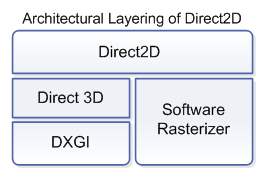 Architectural Layering of Direct2D
Direct2D
Direct 3D
DXGI
Software
Rasterizer